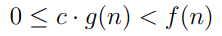 0 ≤ c · g(n) < f(n)